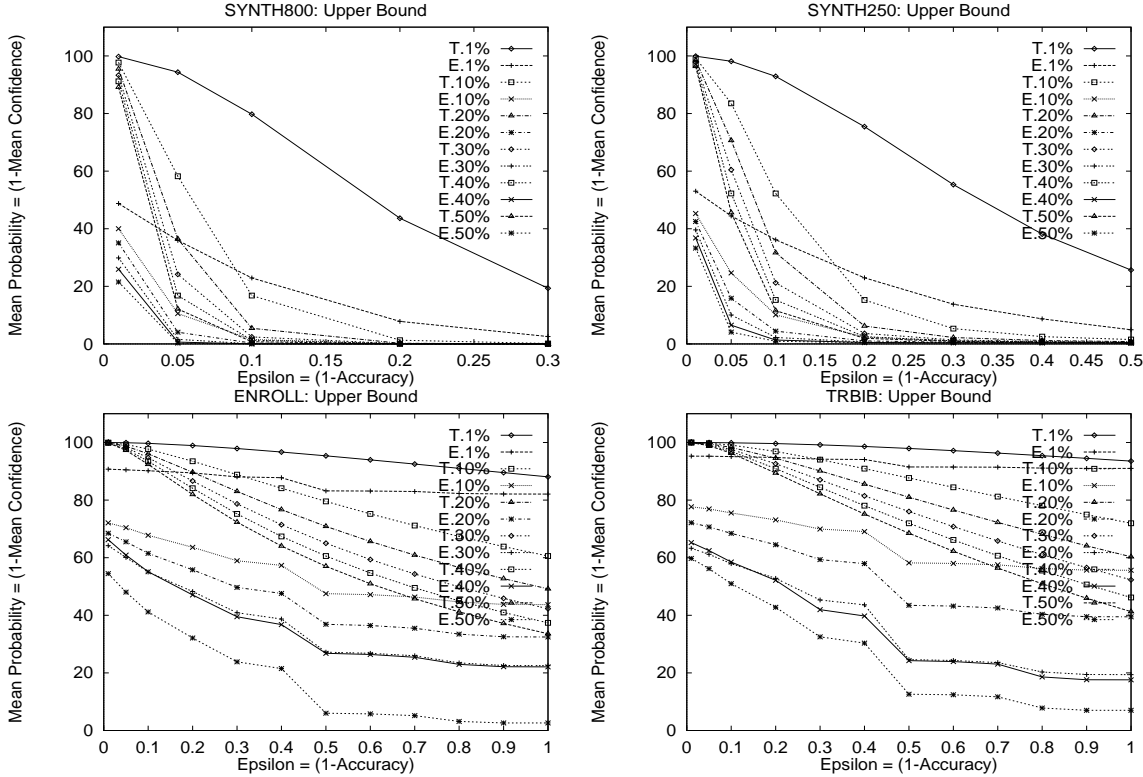 SYNTH800: Upper Bound
Mean Probability = (1-Mean Confidence)
100
80
60
40
20
0
T.1%
E.1%
T.10%
E.10%
T.20%
E.20%
T.30%
E.30%
T.40%
E.40%
T.50%
E.50%
0.05
0.1
0.15
0.2
0.25
0.3
Epsilon = (1-Accuracy)
SYNTH250: Upper Bound
Mean Probability = (1-Mean Confidence)
100
80
60
40
20
0
T.1%
E.1%
T.10%
E.10%
T.20%
E.20%
T.30%
E.30%
T.40%
E.40%
T.50%
E.50%
0.05
0.1
0.15
0.2
0.25
0.3
0.35
0.4
0.45
0.5
Epsilon = (1-Accuracy)
ENROLL: Upper Bound
Mean Probability = (1-Mean Confidence)
100
80
60
40
20
0
T.1%
E.1%
T.10%
E.10%
T.20%
E.20%
T.30%
E.30%
T.40%
E.40%
T.50%
E.50%
0
0.1
0.2
0.3
0.4
0.5
0.6
0.7
0.8
0.9
1
Epsilon = (1-Accuracy)
TRBIB: Upper Bound
Mean Probability = (1-Mean Confidence)
100
80
60
40
20
0
T.1%
E.1%
T.10%
E.10%
T.20%
E.20%
T.30%
E.30%
T.40%
E.40%
T.50%
E.50%
0
0.1
0.2
0.3
0.4
0.5
0.6
0.7
0.8
0.9
1
Epsilon = (1-Accuracy)